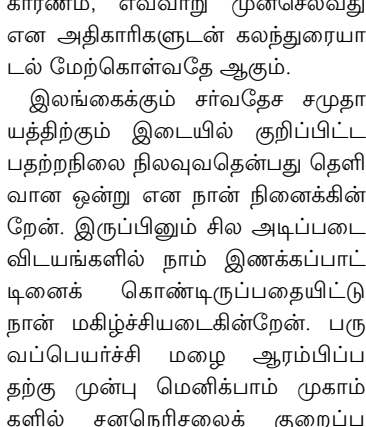 காரணம், எவ்வாறு முன்செல்வது
என அதிகாரிகளுடன் கலந்துரையா
டல் மேற்கொள்வதே ஆகும்.
இலங்கைக்கும் சர்வதேச சமுதா
யத்திற்கும் இடையில் குறிப்பிட்ட
பதற்றநிலை நிலவுவதென்பது தெளி
வான ஒன்று என நான் நினைக்கின்
றேன். இருப்பினும் சில அடிப்படை
விடயங்களில் நாம் இணக்கப்பாட்
டினைக் கொண்டிருப்பதையிட்டு
நான் மகிழ்ச்சியடைகின்றேன். பரு
வப்பெயர்ச்சி மழை ஆரம்பிப்ப
தற்கு முன்பு மெனிக்பாம் முகாம்
களில் சனநெரிசலைக் குறைப்ப